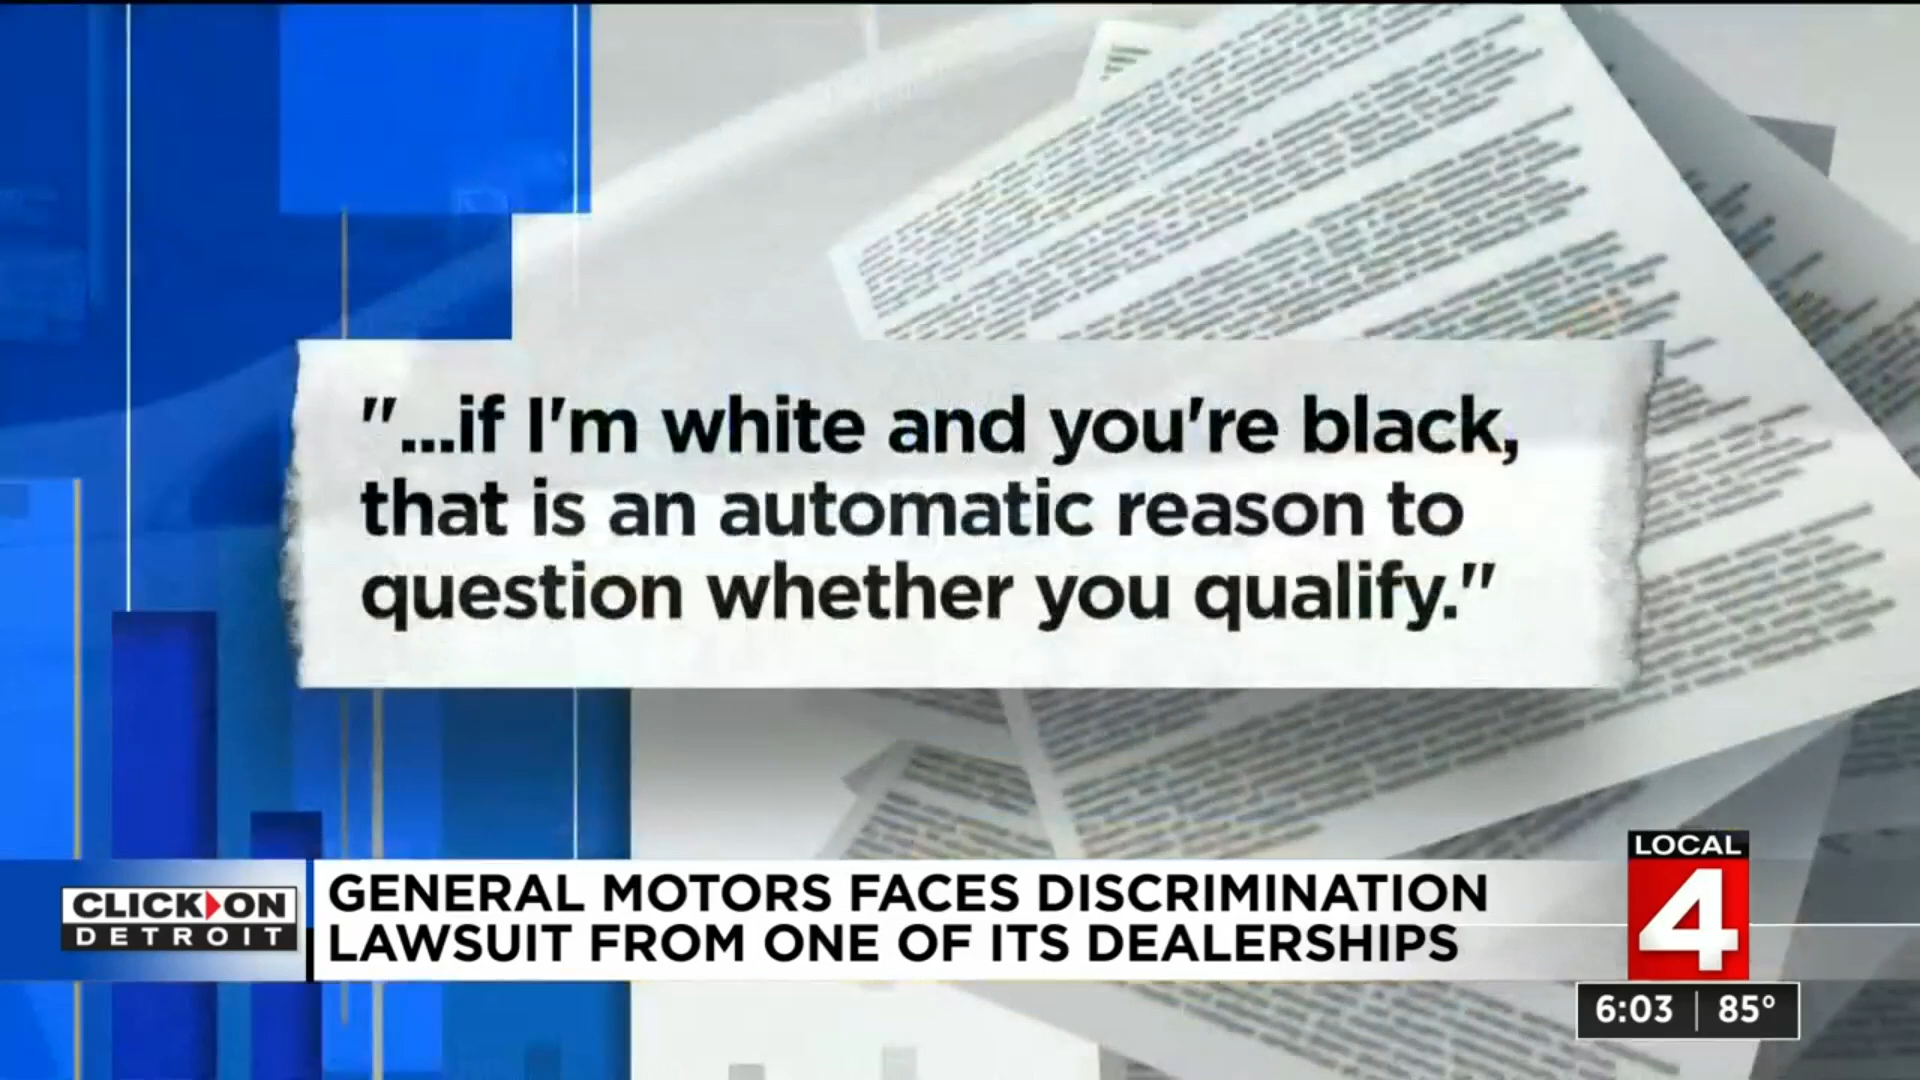 "...if I'm white and you're black,
that is an automatic reason to
question whether you qualify."
CLICK ON
DETROIT
GENERAL MOTORS FACES DISCRIMINATION
LAWSUIT FROM ONE OF ITS DEALERSHIPS
LOCAL
4
6:03 85°